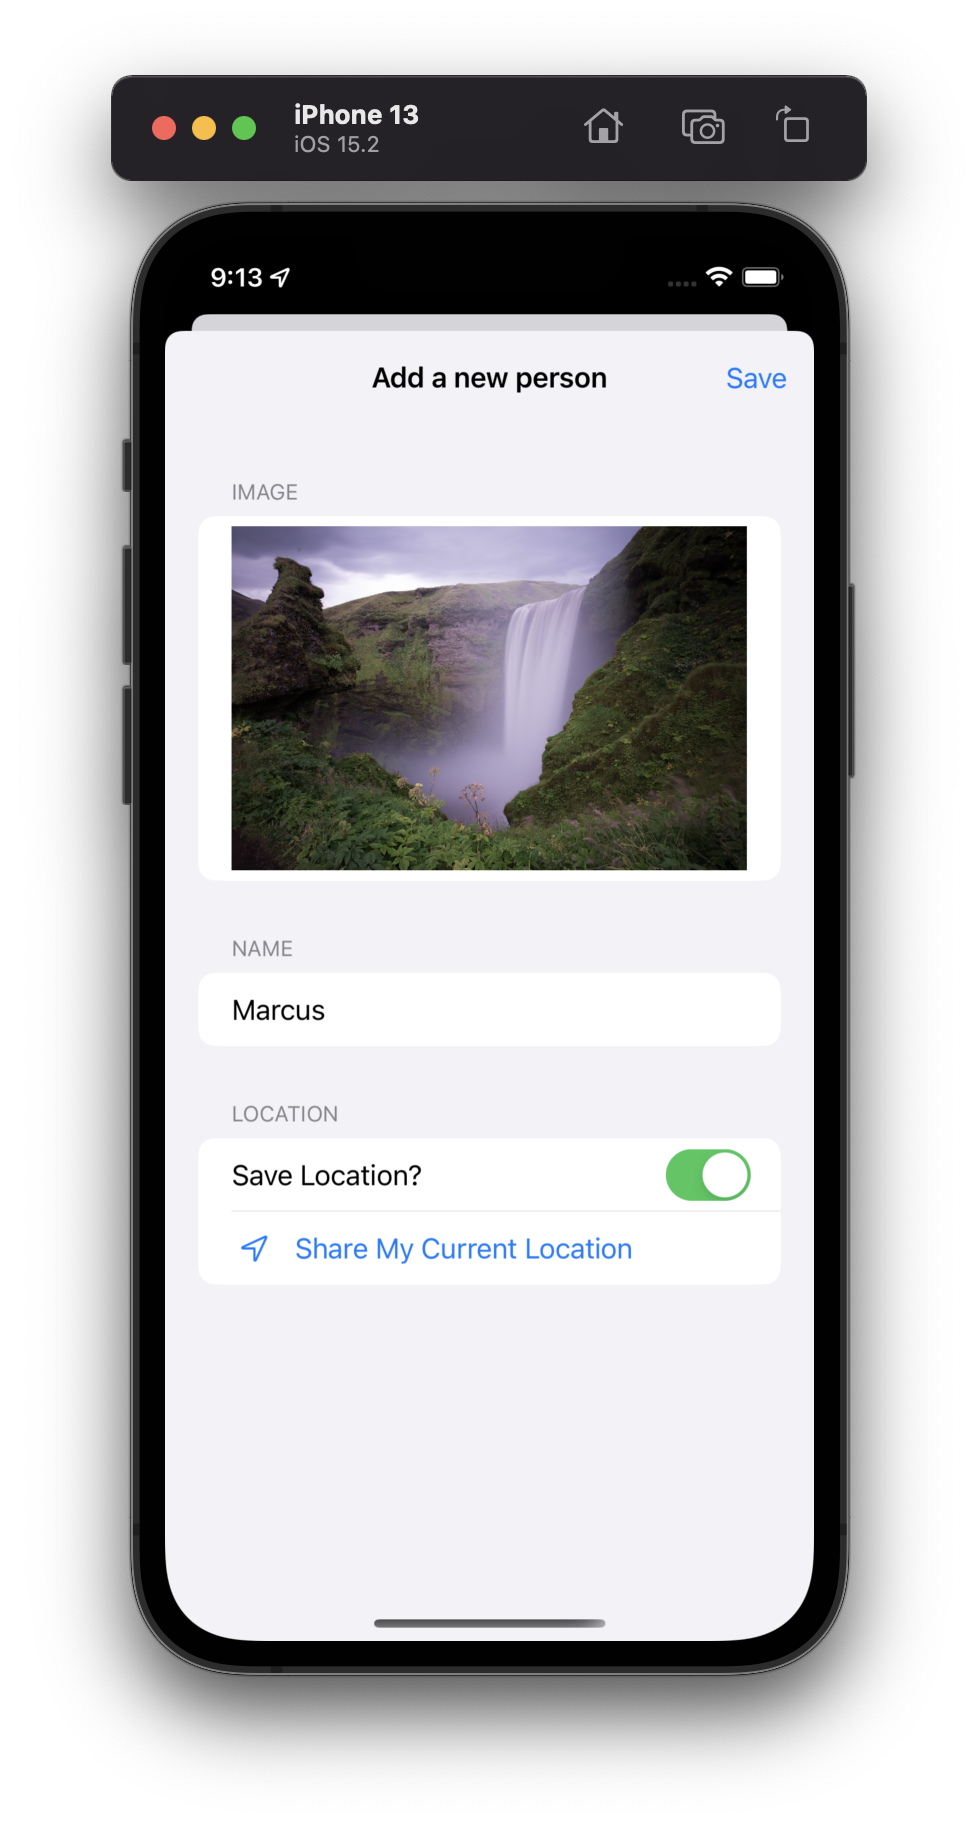 iPhone 13
iOS 15.2
9:13
Add a new person
Save
IMAGE
NAME
Marcus
LOCATION
Save Location?
Share My Current Location